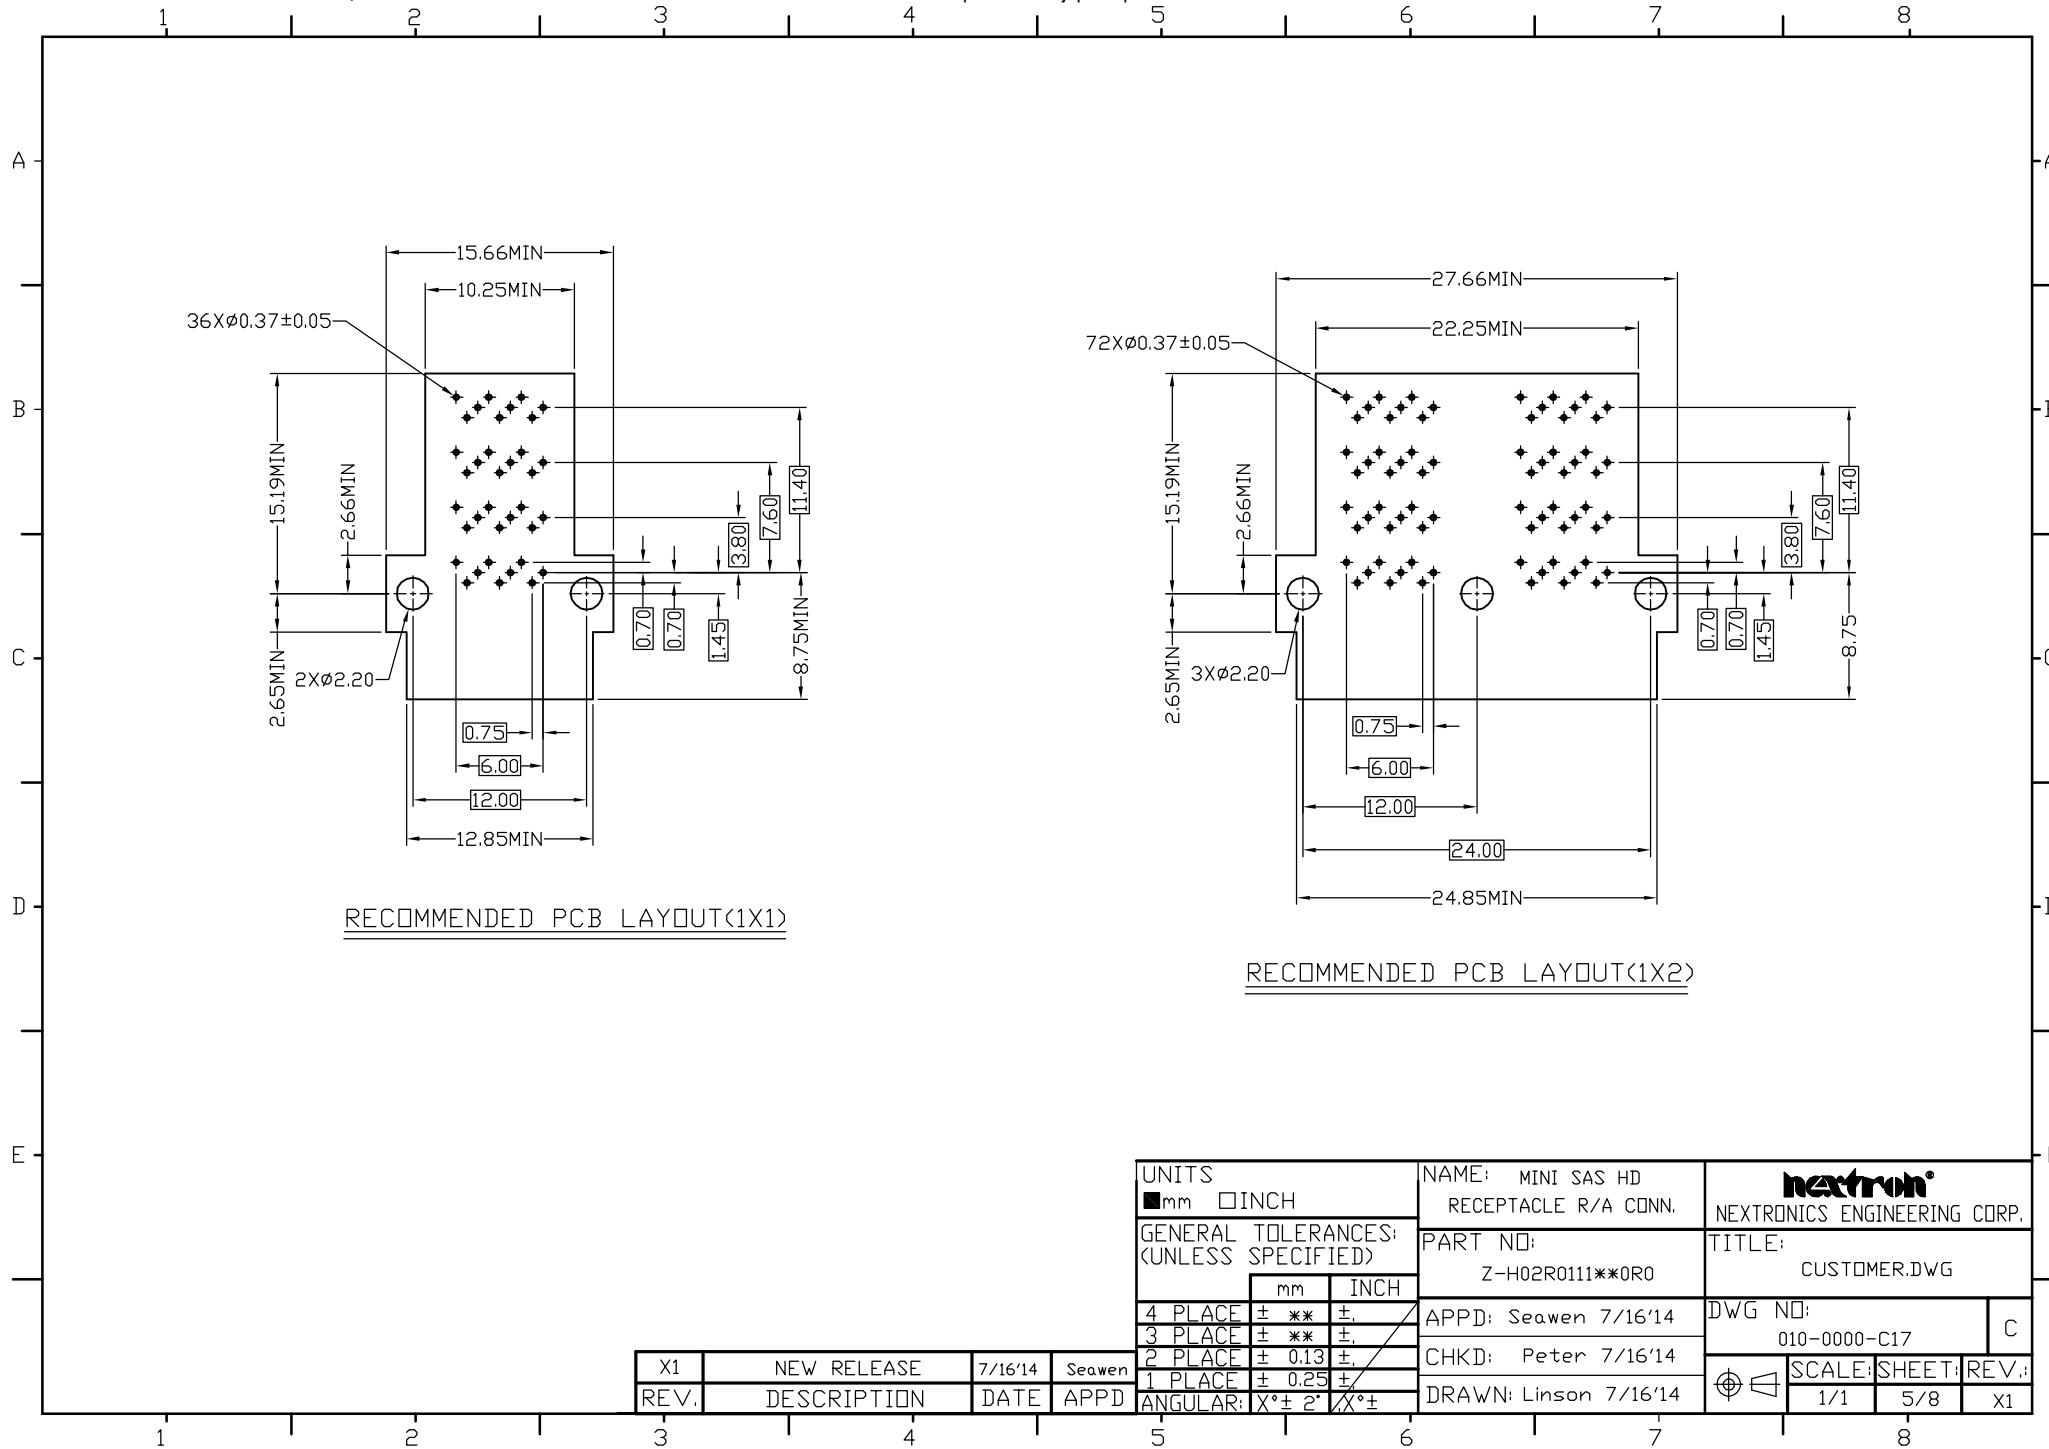 1 2 3 4 5 6 7 8
A
B
C
D
E
15.66MIN
10.25MIN
36XØ0.37±0.05
15.19MIN
2.66MIN
2.65MIN
2XØ2.20
11.40
7.60
3.80
0.70
0.70
1.45
8.75MIN
0.75
6.00
12.00
12.85MIN
RECOMMENDED PCB LAYOUT(1X1)
27.66MIN
22.25MIN
72XØ0.37±0.05
15.19MIN
2.66MIN
2.65MIN
3XØ2.20
11.40
7.60
3.80
0.70
0.70
1.45
8.75
0.75
6.00
12.00
24.00
24.85MIN
RECOMMENDED PCB LAYOUT(1X2)
UNITS
mm INCH
GENERAL TOLERANCES:
(UNLESS SPECIFIED)
mm INCH
4 PLACE ± ** ±.
3 PLACE ± ** ±.
2 PLACE ± 0.13 ±.
1 PLACE ± 0.25 ±.
ANGULAR: X°± 2° .X°±
NAME: MINI SAS HD
RECEPTACLE R/A CONN.
PART NO:
Z-H02R0111**0R0
APPD: Seawen 7/16'14
CHKD: Peter 7/16'14
DRAWN: Linson 7/16'14
nextron®
NEXTRONICS ENGINEERING CORP.
TITLE:
CUSTOMER.DWG
DWG NO:
010-0000-C17
C
SCALE: SHEET: REV.:
1/1 5/8 X1
X1 NEW RELEASE 7/16'14 Seawen
REV. DESCRIPTION DATE APPD
1 2 3 4 5 6 7 8